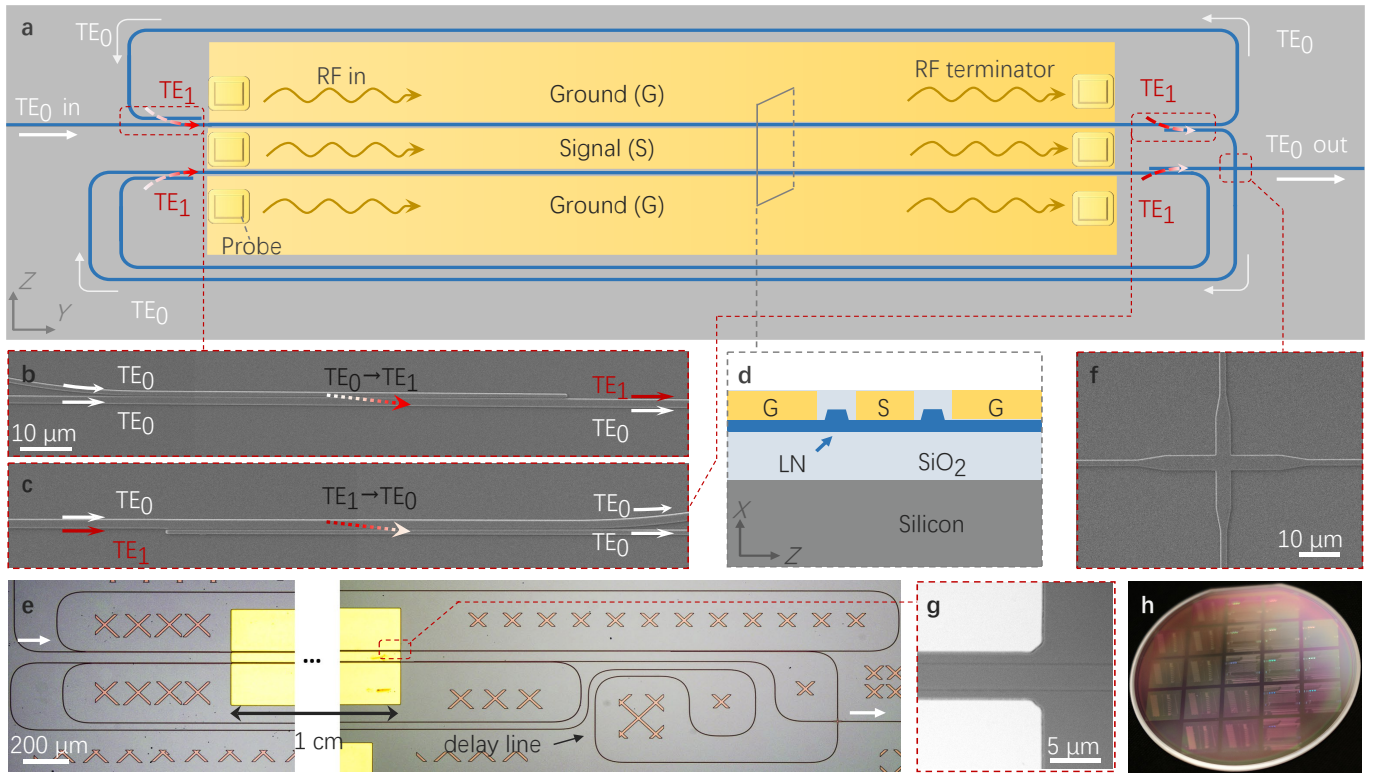 a
TE0
TE0
TE1
RF in
RF terminator
TE1
TE0 in
Ground (G)
Signal (S)
TE0 out
TE1
Ground (G)
TE1
Probe
Z
Y
TE0
TE0
b
TE0
TE0→TE1
TE1
TE0
TE0
10 μm
c
TE0
TE1→TE0
TE0
TE1
TE0
d
G
S
G
LN
SiO2
X
Silicon
Z
f
10 μm
e
...
1 cm
200 μm
delay line
g
5 μm
h